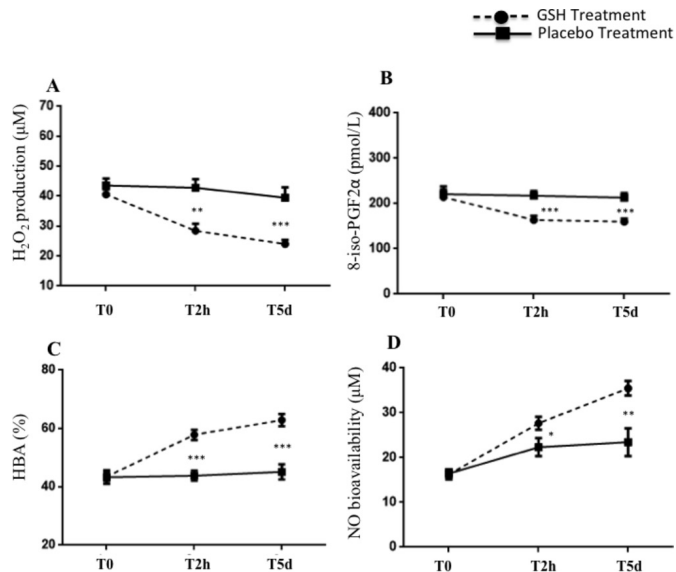 GSH Treatment
Placebo Treatment
A
H₂O₂ production (µM)
70
60
50
40
30
20
10
**
***
T0 T2h T5d
B
8-iso-PGF2α (pmol/L)
400
300
200
100
0
***
***
T0 T2h T5d
C
HBA (%)
80
60
40
20
***
***
T0 T2h T5d
D
NO bioavailability (µM)
40
30
20
10
0
*
**
T0 T2h T5d